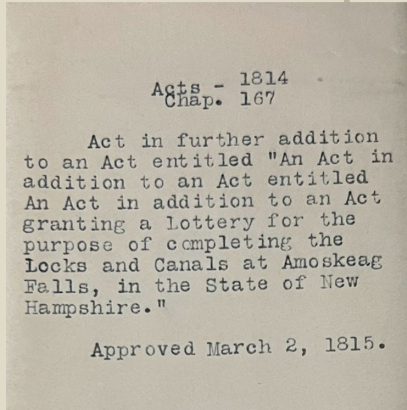 Acts - 1814
Chap. 167
Act in further addition
to an Act entitled "An Act in
addition to an Act entitled
An Act in addition to an Act
granting a Lottery for the
purpose of completing the
Locks and Canals at Amoskeag
Falls, in the State of New
Hampshire."
Approved March 2, 1815.